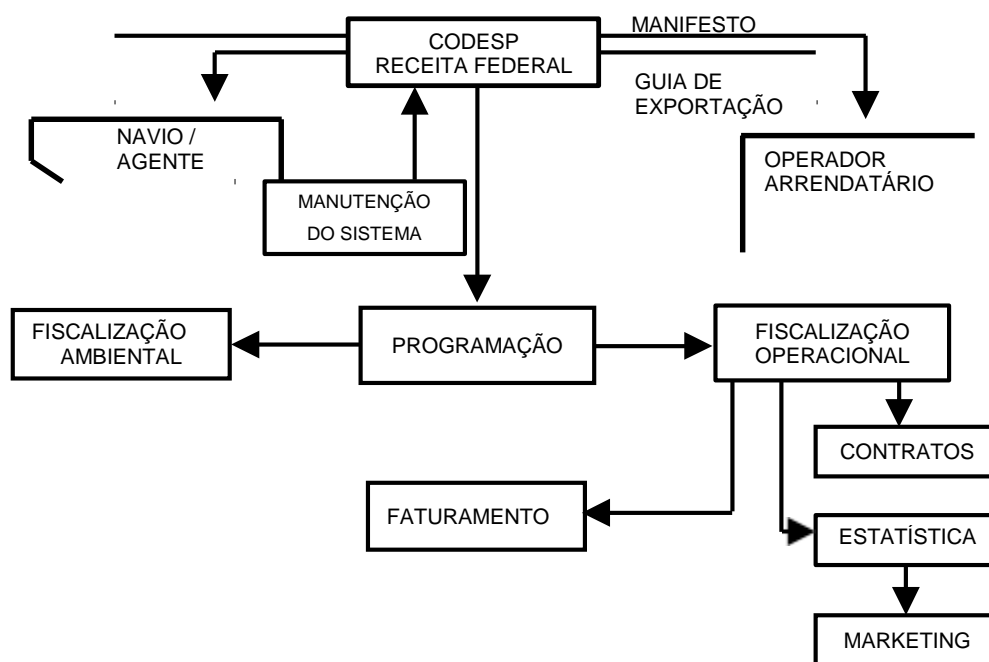 MANIFESTO
CODESP
RECEITA FEDERAL
GUIA DE
EXPORTAÇÃO
NAVIO /
AGENTE
OPERADOR
ARRENDATÁRIO
MANUTENÇÃO
DO SISTEMA
FISCALIZAÇÃO
AMBIENTAL
PROGRAMAÇÃO
FISCALIZAÇÃO
OPERACIONAL
CONTRATOS
FATURAMENTO
ESTATÍSTICA
MARKETING